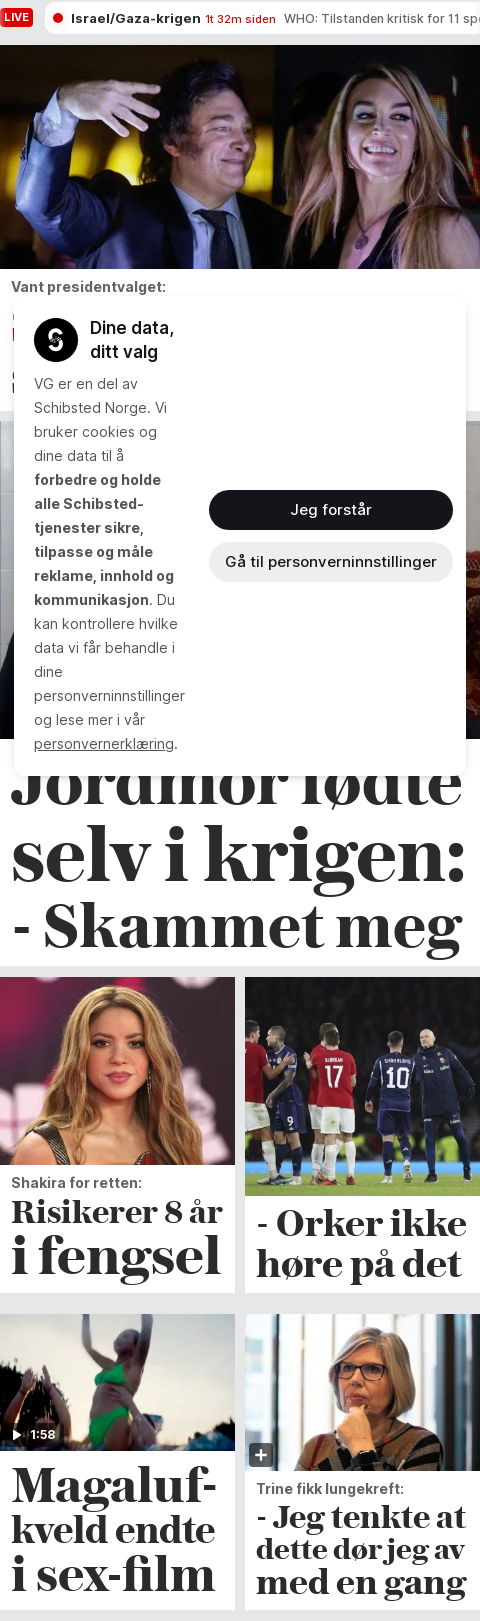 LIVE
Israel/Gaza-krigen 1t 32m siden WHO: Tilstanden kritisk for 11
Vant presidentvalget:
Dine data,
ditt valg
VG er en del av
Schibsted Norge. Vi
bruker cookies og
dine data til å
forbedre og holde
alle Schibsted-
tjenester sikre,
tilpasse og måle
reklame, innhold og
kommunikasjon. Du
kan kontrollere hvilke
data vi får behandle i
dine
personverninnstillinger
og lese mer i vår
personvernerklæring.
Jeg forstår
Gå til personverninnstillinger
Jordmor fødte
selv i krigen:
- Skammet meg
Shakira for retten:
Risikerer 8 år
i fengsel
10
17
9
- Orker ikke
høre på det
1:58
Magaluf-
kveld endte
i sex-film
Trine fikk lungekreft:
- Jeg tenkte at
dette dør jeg av
med en gang